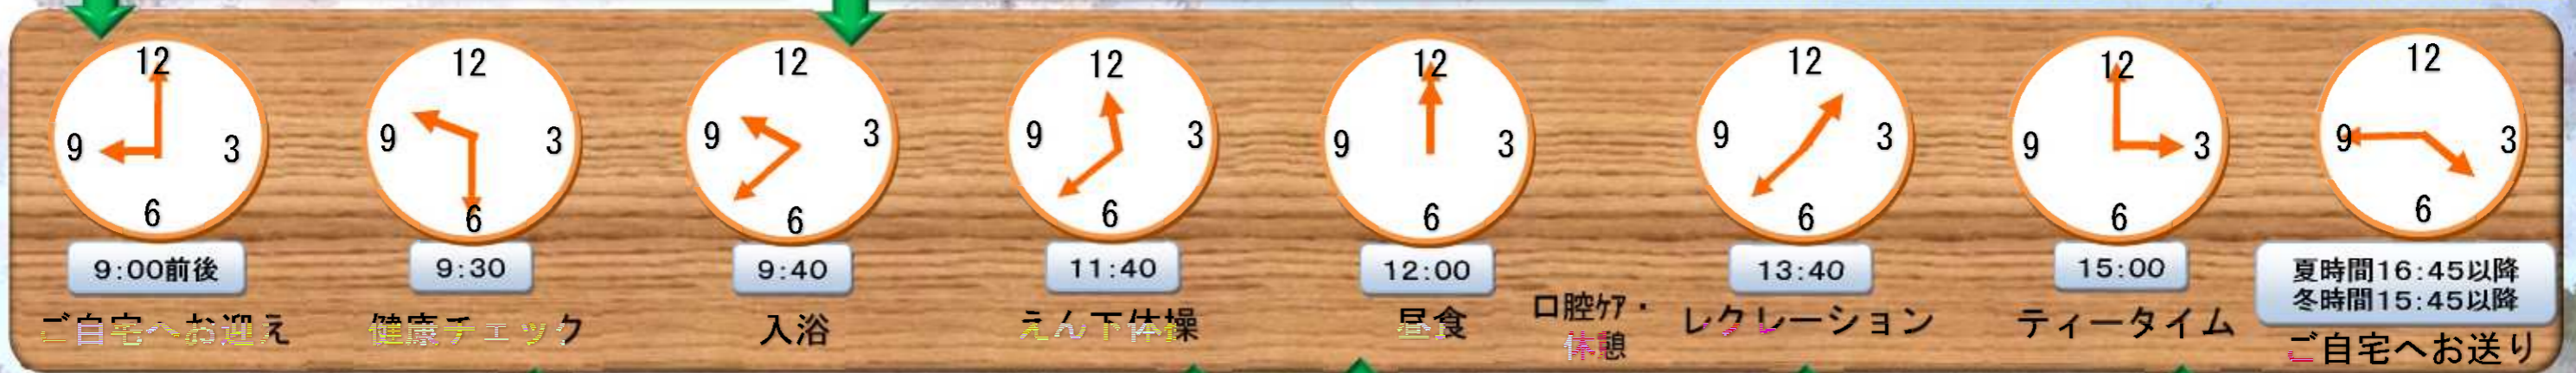 12
9
3
6
9:00前後
ご自宅へお迎え
12
9
3
6
9:30
健康チェック
12
9
3
6
9:40
入浴
12
9
3
6
11:40
えん下体操
12
9
3
6
12:00
昼食
口腔ケア・
休憩
12
9
3
6
13:40
レクレーション
12
9
3
6
15:00
ティータイム
12
9
3
6
夏時間16:45以降
冬時間15:45以降
ご自宅へお送り